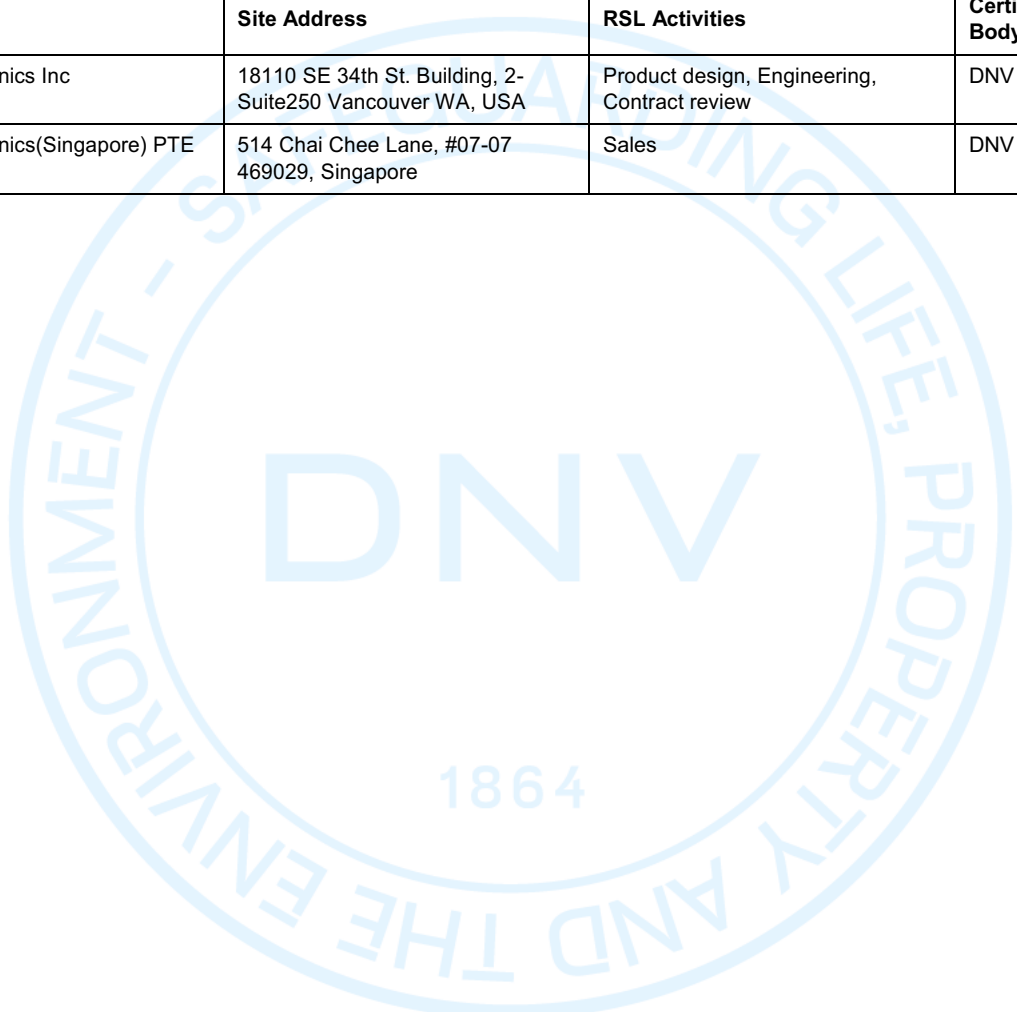 Site Address
RSL Activities
Certi
Body
nics Inc
18110 SE 34th St. Building, 2-
Suite250 Vancouver WA, USA
Product design, Engineering,
Contract review
DNV
nics(Singapore) PTE
514 Chai Chee Lane, #07-07
469029, Singapore
Sales
DNV
SAFEGUARDING LIFE, PROPERTY AND THE ENVIRONMENT -
DNV
1864